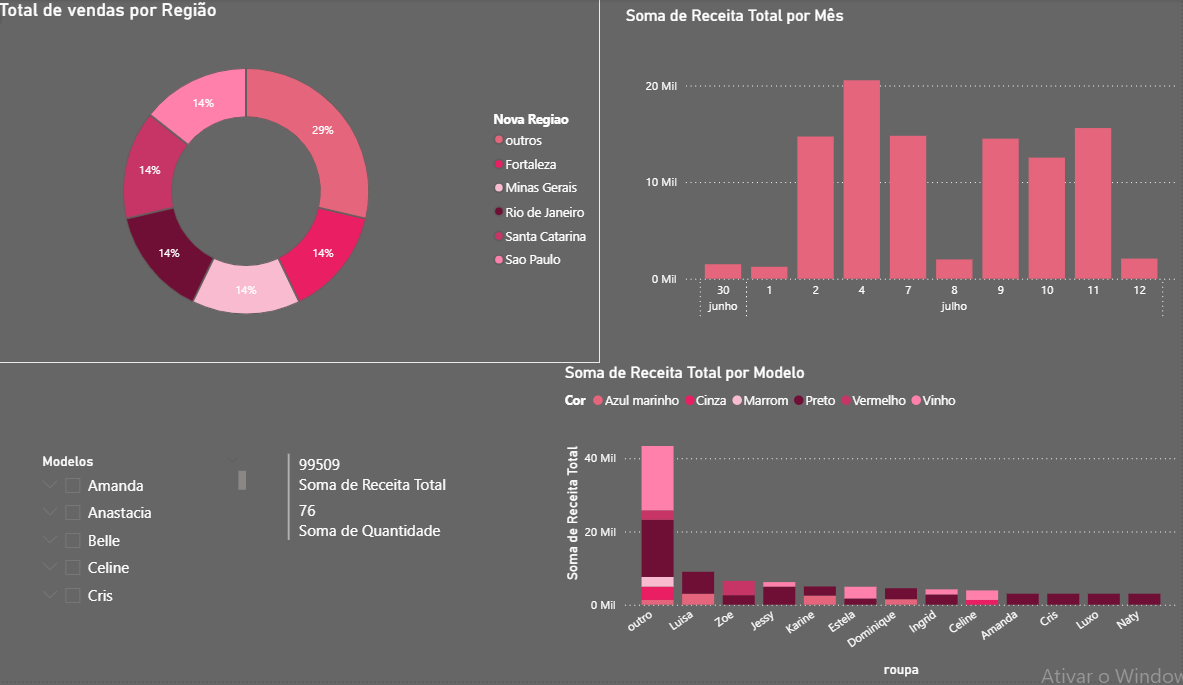 Total de vendas por Região
14%
29%
14%
14%
14%
14%
Nova Regiao
outros
Fortaleza
Minas Gerais
Rio de Janeiro
Santa Catarina
Sao Paulo
Soma de Receita Total por Mês
20 Mil
10 Mil
0 Mil
30 1 2 4 7 8 9 10 11 12
junho julho
Modelos
Amanda
Anastacia
Belle
Celine
Cris
99509
Soma de Receita Total
76
Soma de Quantidade
Soma de Receita Total por Modelo
Cor Azul marinho Cinza Marrom Preto Vermelho Vinho
Soma de Receita Total
40 Mil
20 Mil
0 Mil
outro Luisa Zoe Jessy Karine Estela Dominique Ingrid Celine Amanda Cris Luxo Naty
roupa
Ativar o Window